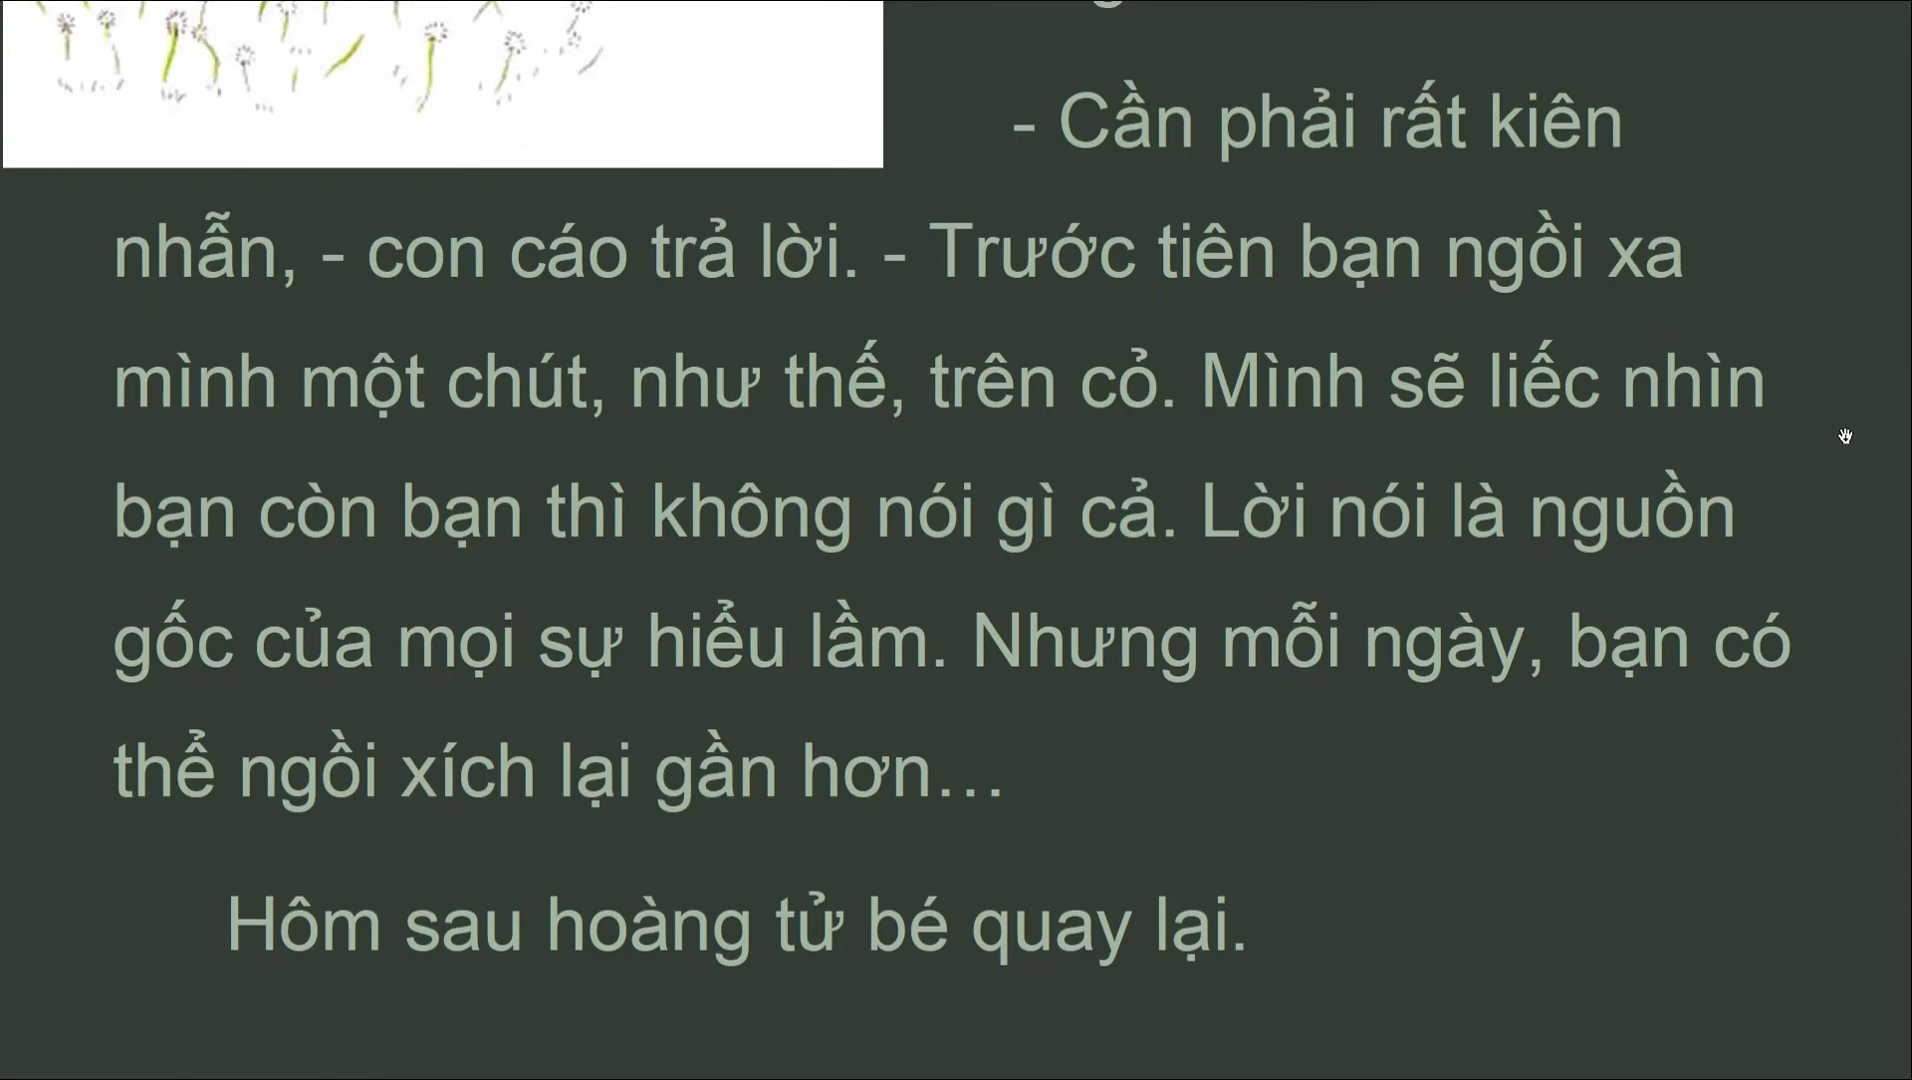 - Cần phải rất kiên
nhẫn, - con cáo trả lời. - Trước tiên bạn ngồi xa
mình một chút, như thế, trên cỏ. Mình sẽ liếc nhìn
bạn còn bạn thì không nói gì cả. Lời nói là nguồn
gốc của mọi sự hiểu lầm. Nhưng mỗi ngày, bạn có
thể ngồi xích lại gần hơn…
Hôm sau hoàng tử bé quay lại.